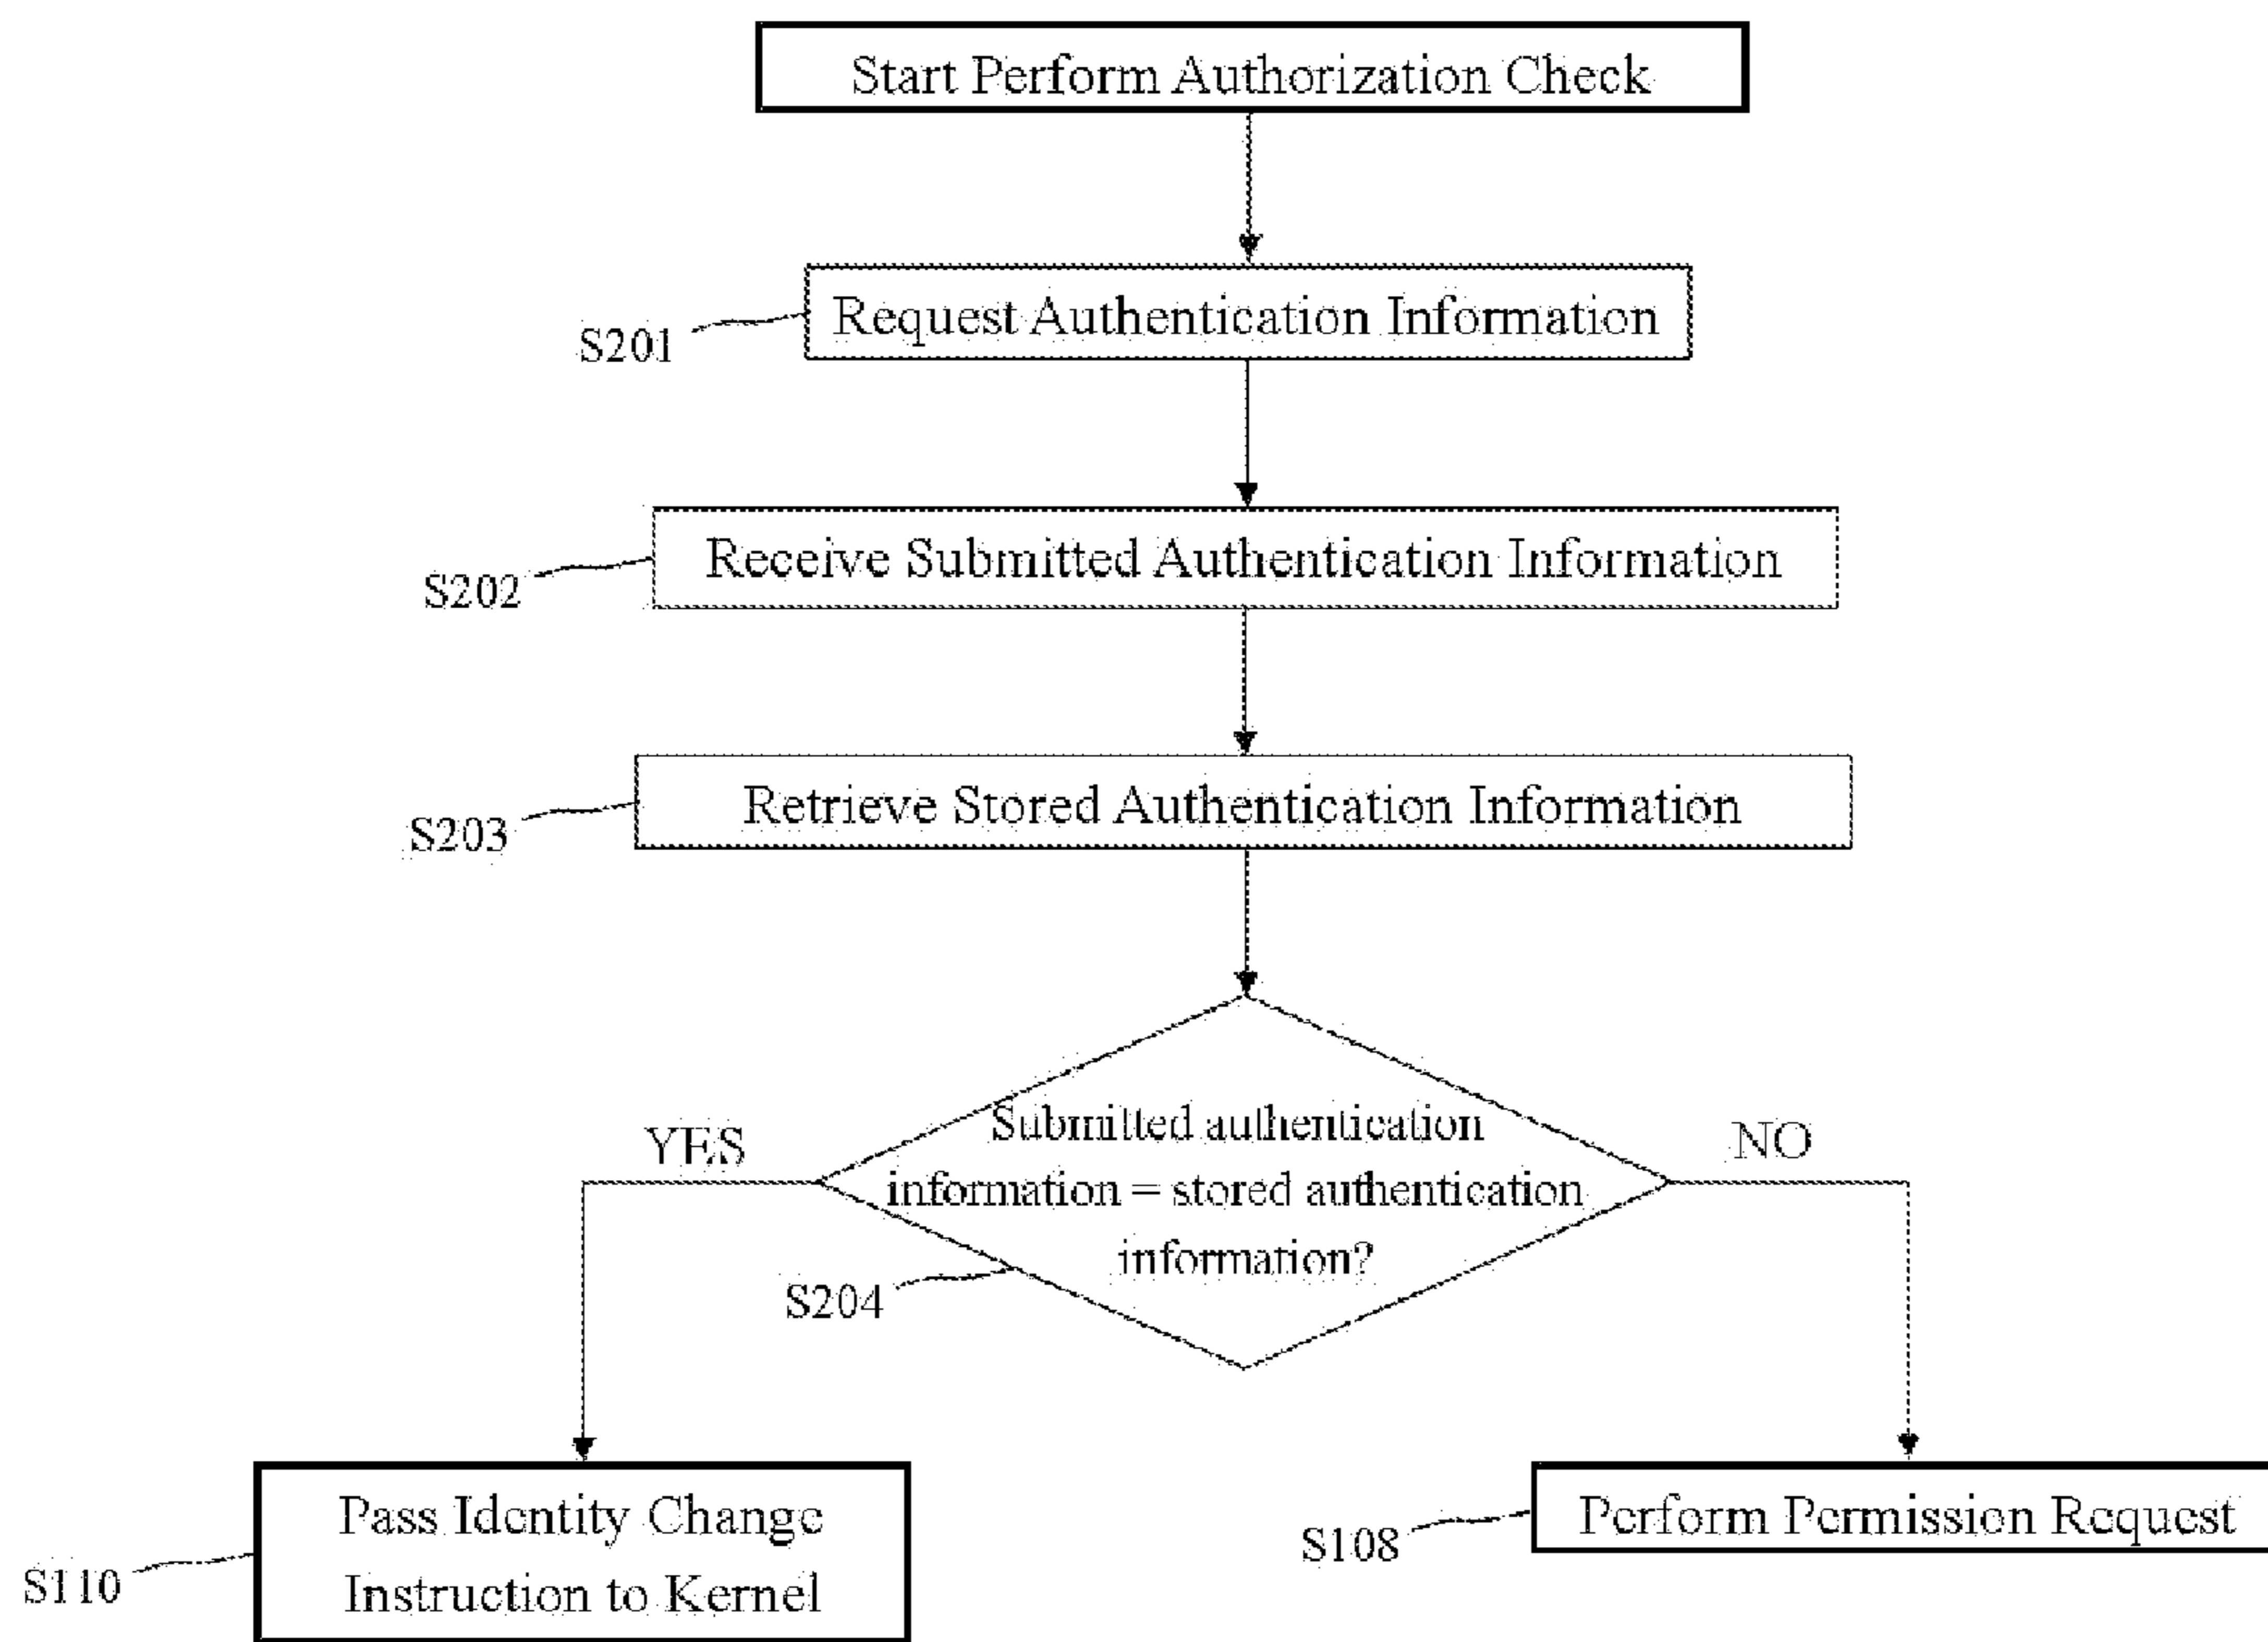 Start Perform Authorization Check
Request Authentication Information
S201
Receive Submitted Authentication Information
S202
Retrieve Stored Authentication Information
S203
Submitted authentication
information = stored authentication
information?
YES
NO
S204
Pass Identity Change
Instruction to Kernel
S110
Perform Permission Request
S108